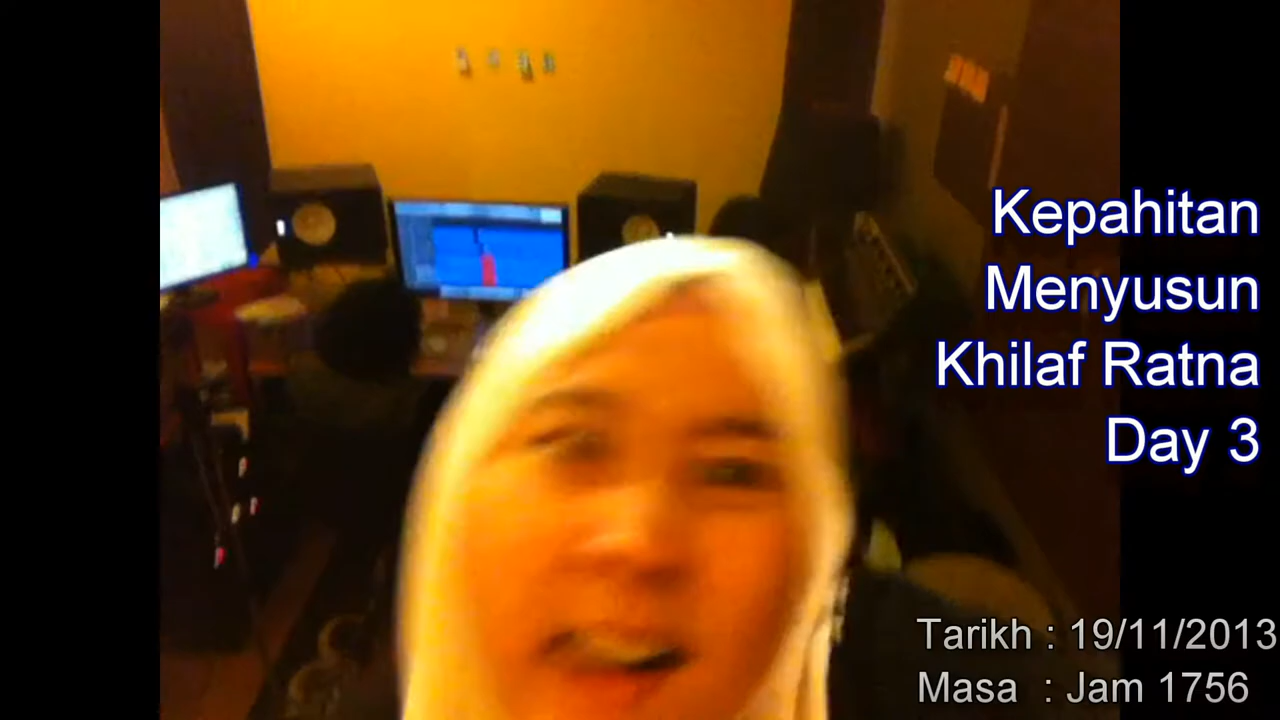 Kepahitan
Menyusun
Khilaf Ratna
Day 3
Tarikh : 19/11/2013
Masa : Jam 1756